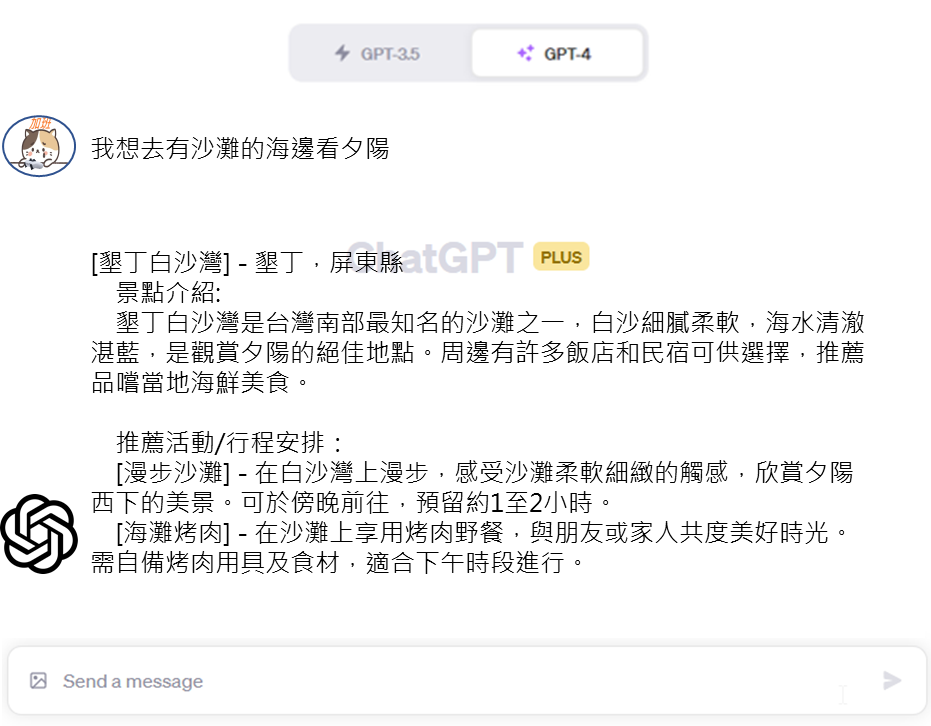 GPT-3.5
GPT-4
加班
我想去有沙灘的海邊看夕陽
ChatGPT PLUS
[墾丁白沙灣] - 墾丁，屏東縣
景點介紹:
墾丁白沙灣是台灣南部最知名的沙灘之一，白沙細膩柔軟，海水清澈
湛藍，是觀賞夕陽的絕佳地點。周邊有許多飯店和民宿可供選擇，推薦
品嚐當地海鮮美食。
推薦活動/行程安排：
[漫步沙灘] - 在白沙灣上漫步，感受沙灘柔軟細緻的觸感，欣賞夕陽
西下的美景。可於傍晚前往，預留約1至2小時。
[海灘烤肉] - 在沙灘上享用烤肉野餐，與朋友或家人共度美好時光。
需自備烤肉用具及食材，適合下午時段進行。
Send a message